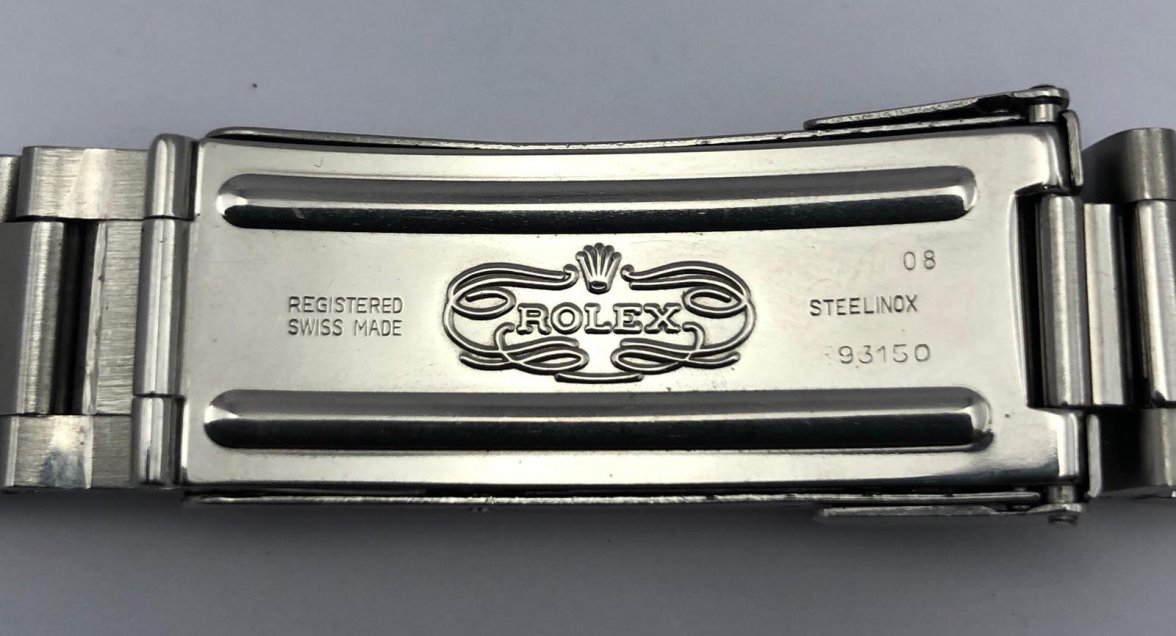 REGISTERED
SWISS MADE
ROLEX
08
STEELINOX
93150